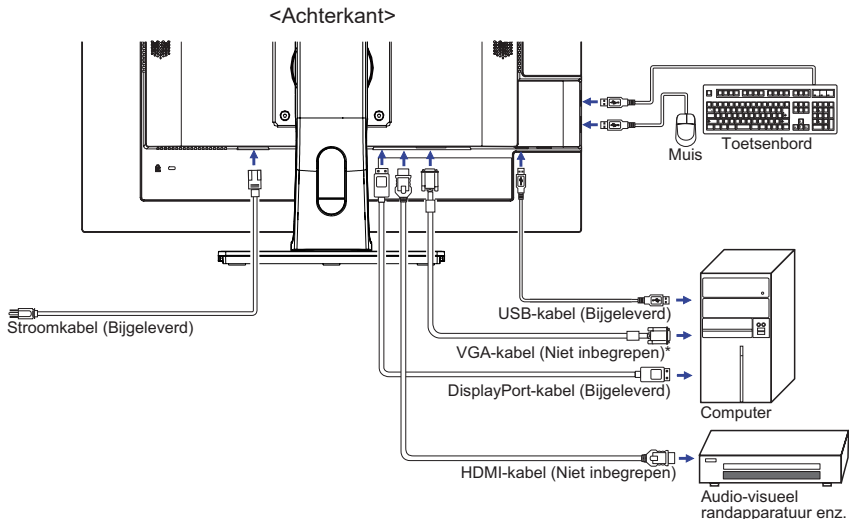 <Achterkant>
Toetsenbord
Muis
USB-kabel (Bijgeleverd)
Stroomkabel (Bijgeleverd)
VGA-kabel (Niet inbegrepen)*
DisplayPort-kabel (Bijgeleverd)
Computer
HDMI-kabel (Niet inbegrepen)
Audio-visueel
randapparatuur enz.